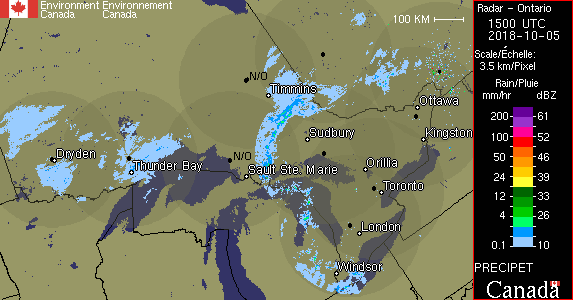 Environment Environnement
Canada Canada
100 KM
N/O
Timmins
Ottawa
Sudbury
Kingston
Dryden
Thunder Bay
N/O
Sault Ste. Marie
Orillia
Toronto
London
Windsor
Radar - Ontario
1500 UTC
2018-10-05
Scale/Échelle:
3.5 km/Pixel
Rain/Pluie
mm/hr dBZ
200 61
100 52
50 46
24 39
12 33
4 26
0.1 10
PRECIPET
Canada